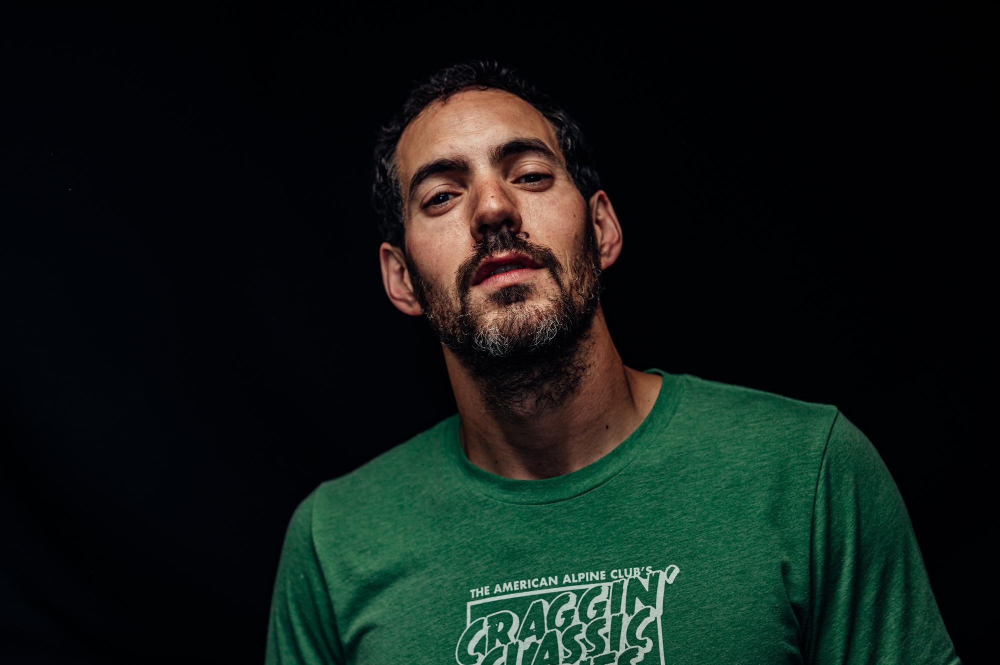 THE AMERICAN ALPINE CLUB'S
CRAGGIN'
CLASSIC